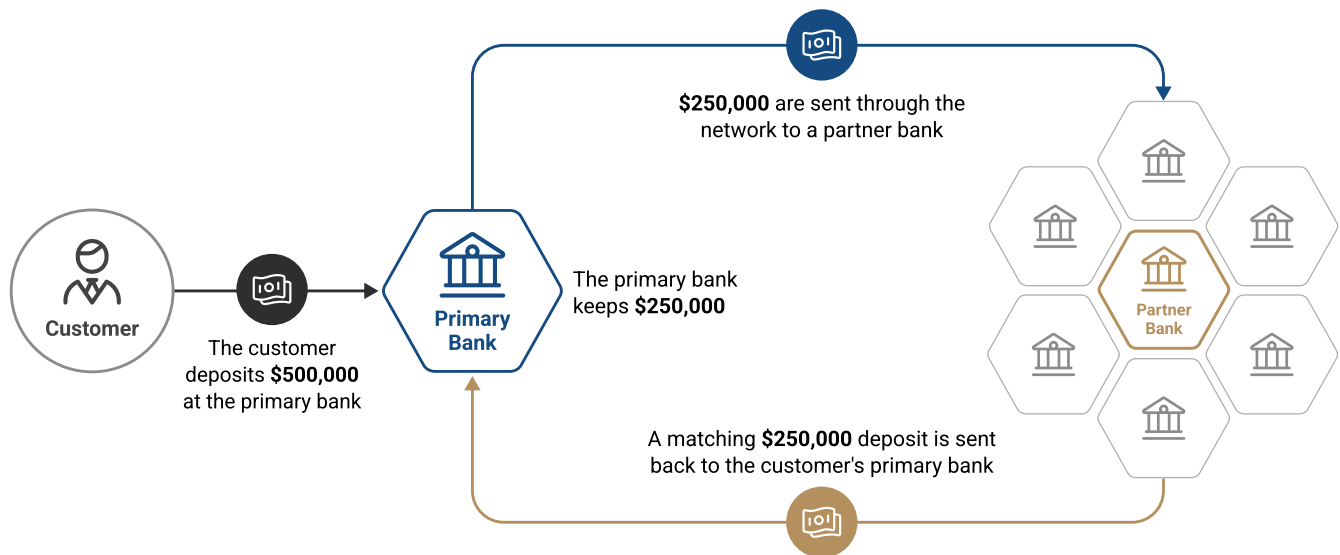 $250,000 are sent through the
network to a partner bank
Customer
The customer
deposits $500,000
at the primary bank
Primary
Bank
The primary bank
keeps $250,000
Partner
Bank
A matching $250,000 deposit is sent
back to the customer's primary bank